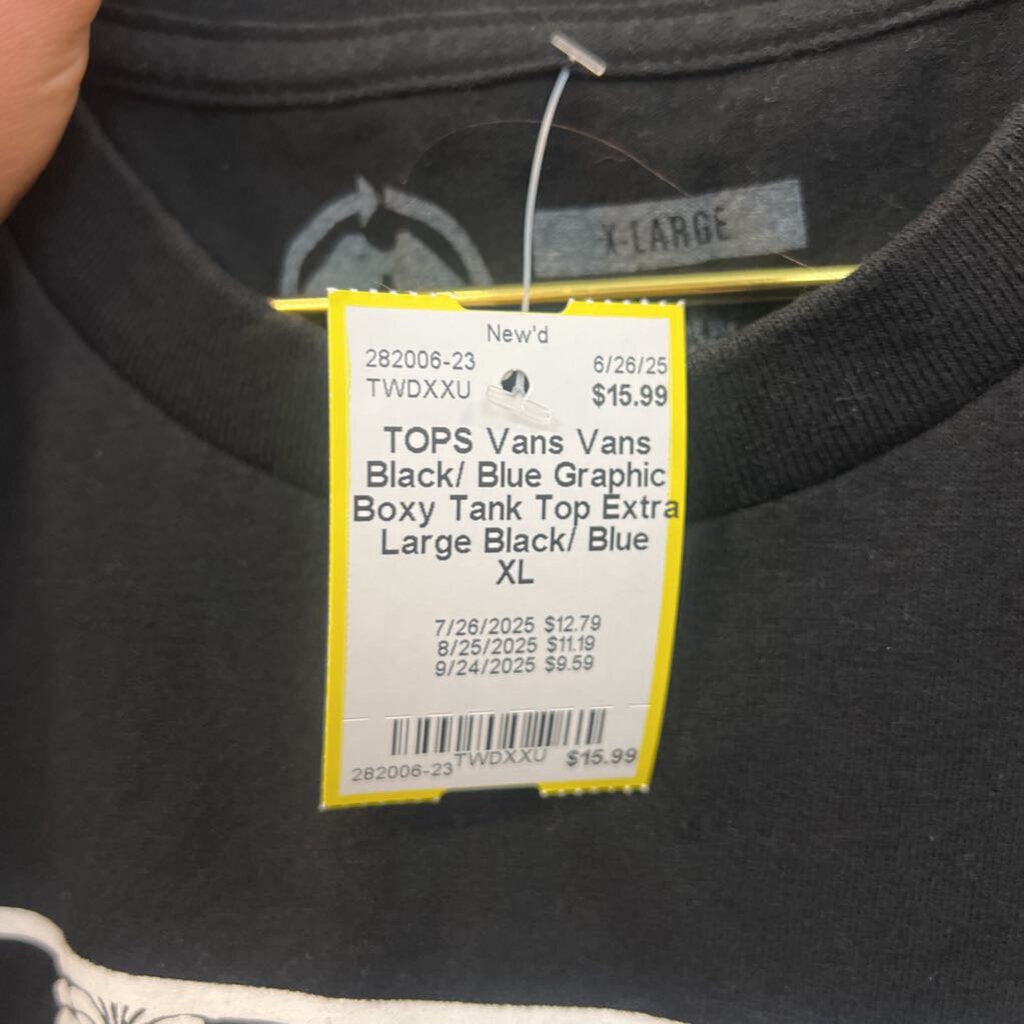 X-LARGE
New'd
282006-23 6/26/25
TWDXXU $15.99
TOPS Vans Vans
Black/ Blue Graphic
Boxy Tank Top Extra
Large Black/ Blue
XL
7/26/2025 $12.79
8/25/2025 $11.19
9/24/2025 $9.59
282006-23 TWDXXU $15.99